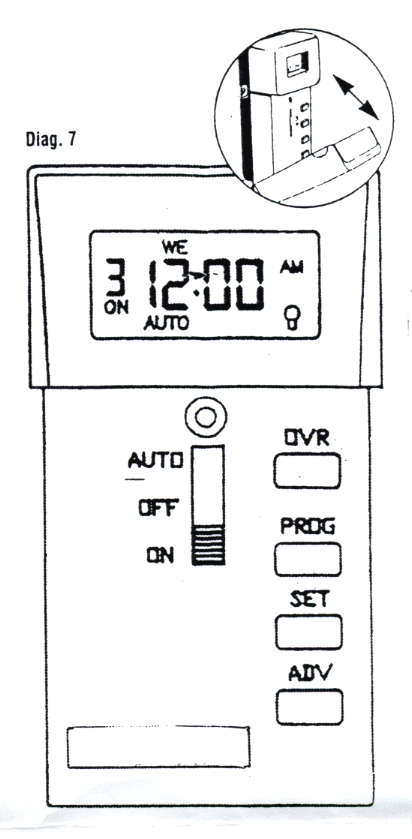 Diag. 7
WE
3 12:00 AM
ON
AUTO
AUTO
OVR
OFF
PROG
ON
SET
ADV